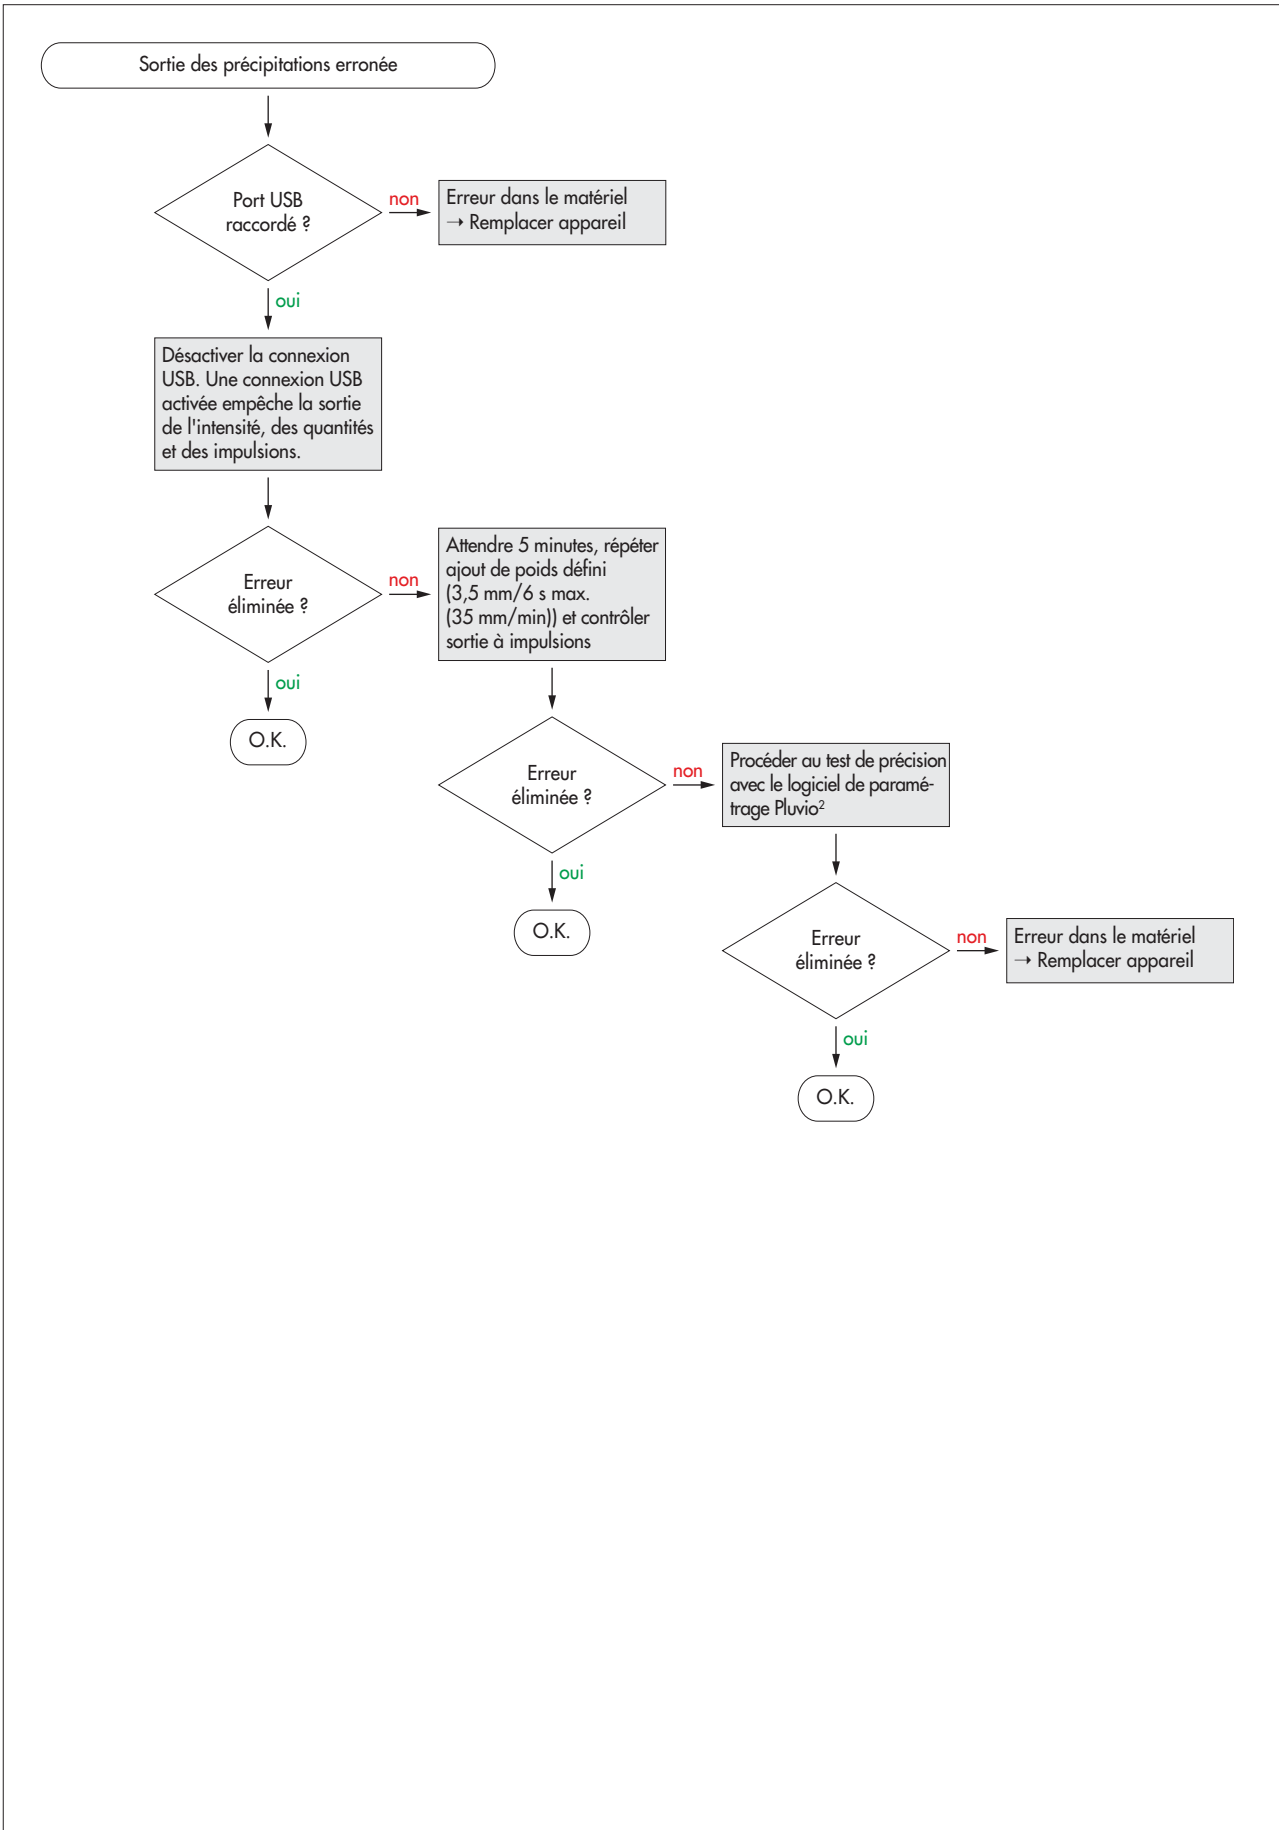 Sortie des précipitations erronée
Port USB
raccordé ?
non
Erreur dans le matériel
→ Remplacer appareil
oui
Désactiver la connexion
USB. Une connexion USB
activée empêche la sortie
de l'intensité, des quantités
et des impulsions.
Erreur
éliminée ?
non
Attendre 5 minutes, répéter
ajout de poids défini
(3,5 mm/6 s max.
(35 mm/min)) et contrôler
sortie à impulsions
oui
O.K.
Erreur
éliminée ?
non
Procéder au test de précision
avec le logiciel de paramé-
trage Pluvio²
oui
O.K.
Erreur
éliminée ?
non
Erreur dans le matériel
→ Remplacer appareil
oui
O.K.